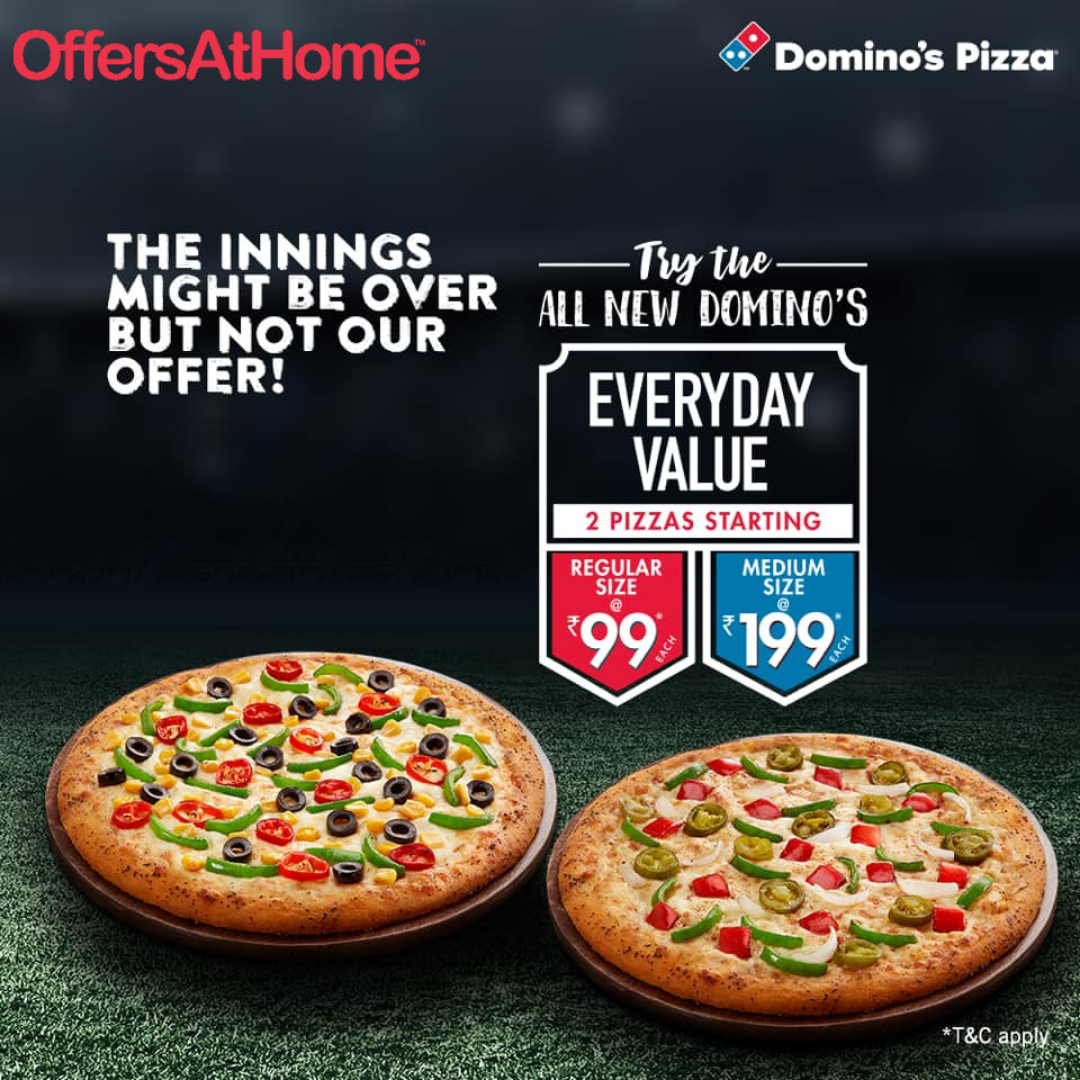 OffersAtHome™
Domino's Pizza
THE INNINGS
MIGHT BE OVER
BUT NOT OUR
OFFER!
Try the
ALL NEW DOMINO'S
EVERYDAY
VALUE
2 PIZZAS STARTING
REGULAR
SIZE
@
₹99*
EACH
MEDIUM
SIZE
@
₹199*
EACH
*T&C apply